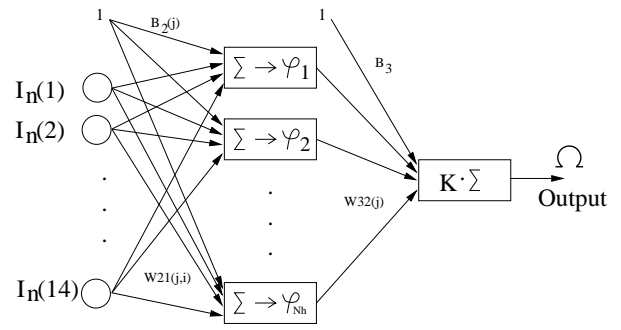 1
B2(j)
1
B3
In(1)
Σ → φ1
In(2)
Σ → φ2
K·Σ
Ω
Output
W32(j)
In(14)
W21(j,i)
Σ → φNh